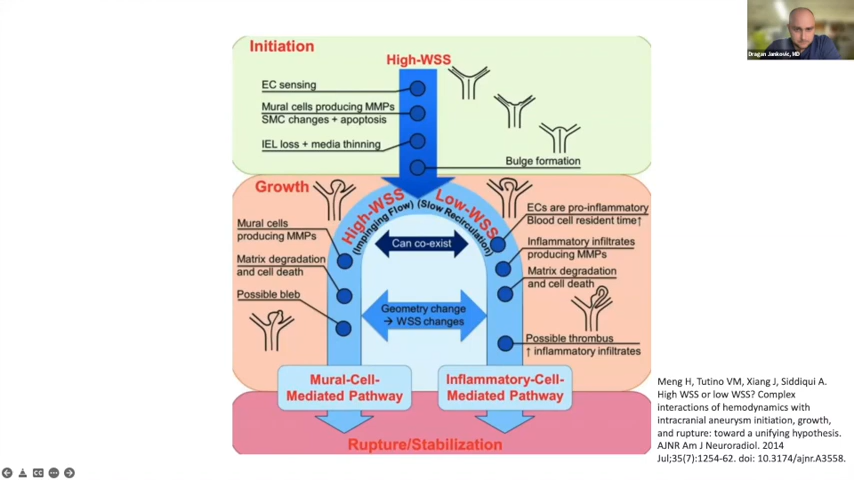 Initiation
High-WSS
EC sensing
Mural cells producing MMPs
SMC changes + apoptosis
IEL loss + media thinning
Bulge formation
Growth
High-WSS
(Impinging Flow)
Low-WSS
(Slow Recirculation)
Mural cells
producing MMPs
Matrix degradation
and cell death
Possible bleb
Can co-exist
Geometry change
→ WSS changes
ECs are pro-inflammatory
Blood cell resident time↑
Inflammatory infiltrates
producing MMPs
Matrix degradation
and cell death
Possible thrombus
↑ inflammatory infiltrates
Mural-Cell-
Mediated Pathway
Inflammatory-Cell-
Mediated Pathway
Rupture/Stabilization
Meng H, Tutino VM, Xiang J, Siddiqui A.
High WSS or low WSS? Complex
interactions of hemodynamics with
intracranial aneurysm initiation, growth,
and rupture: toward a unifying hypothesis.
AJNR Am J Neuroradiol. 2014
Jul;35(7):1254-62. doi: 10.3174/ajnr.A3558.
Dragan Jankovic, MD
CC